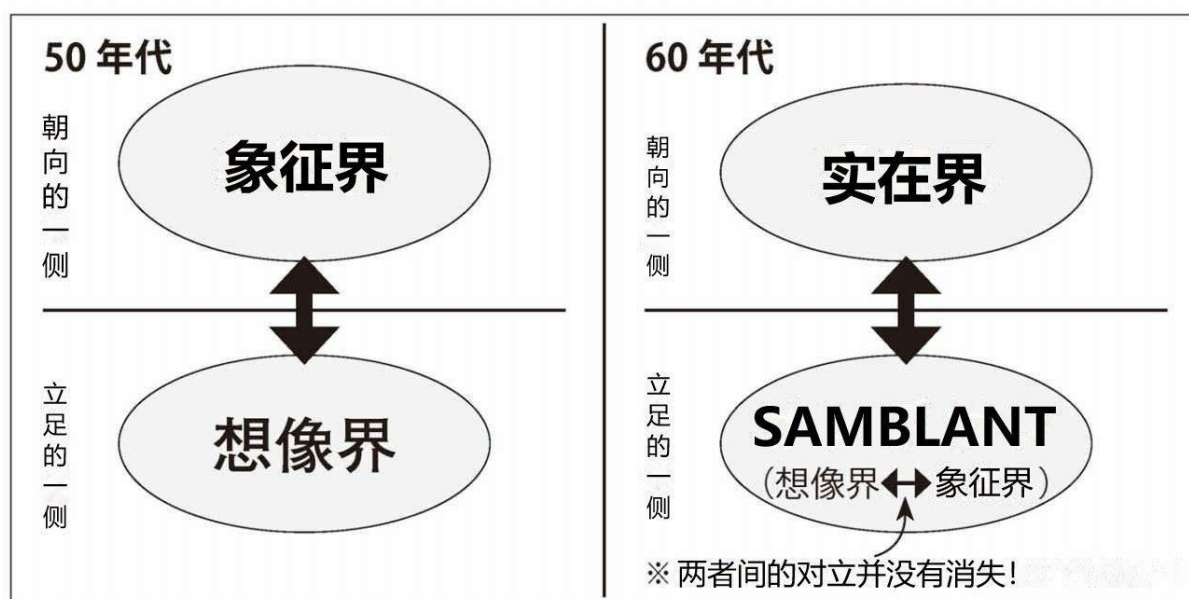 50 年代
朝向的一侧
象征界
立足的一侧
想像界
60 年代
朝向的一侧
实在界
立足的一侧
SAMBLANT
(想像界 象征界)
※ 两者间的对立并没有消失！